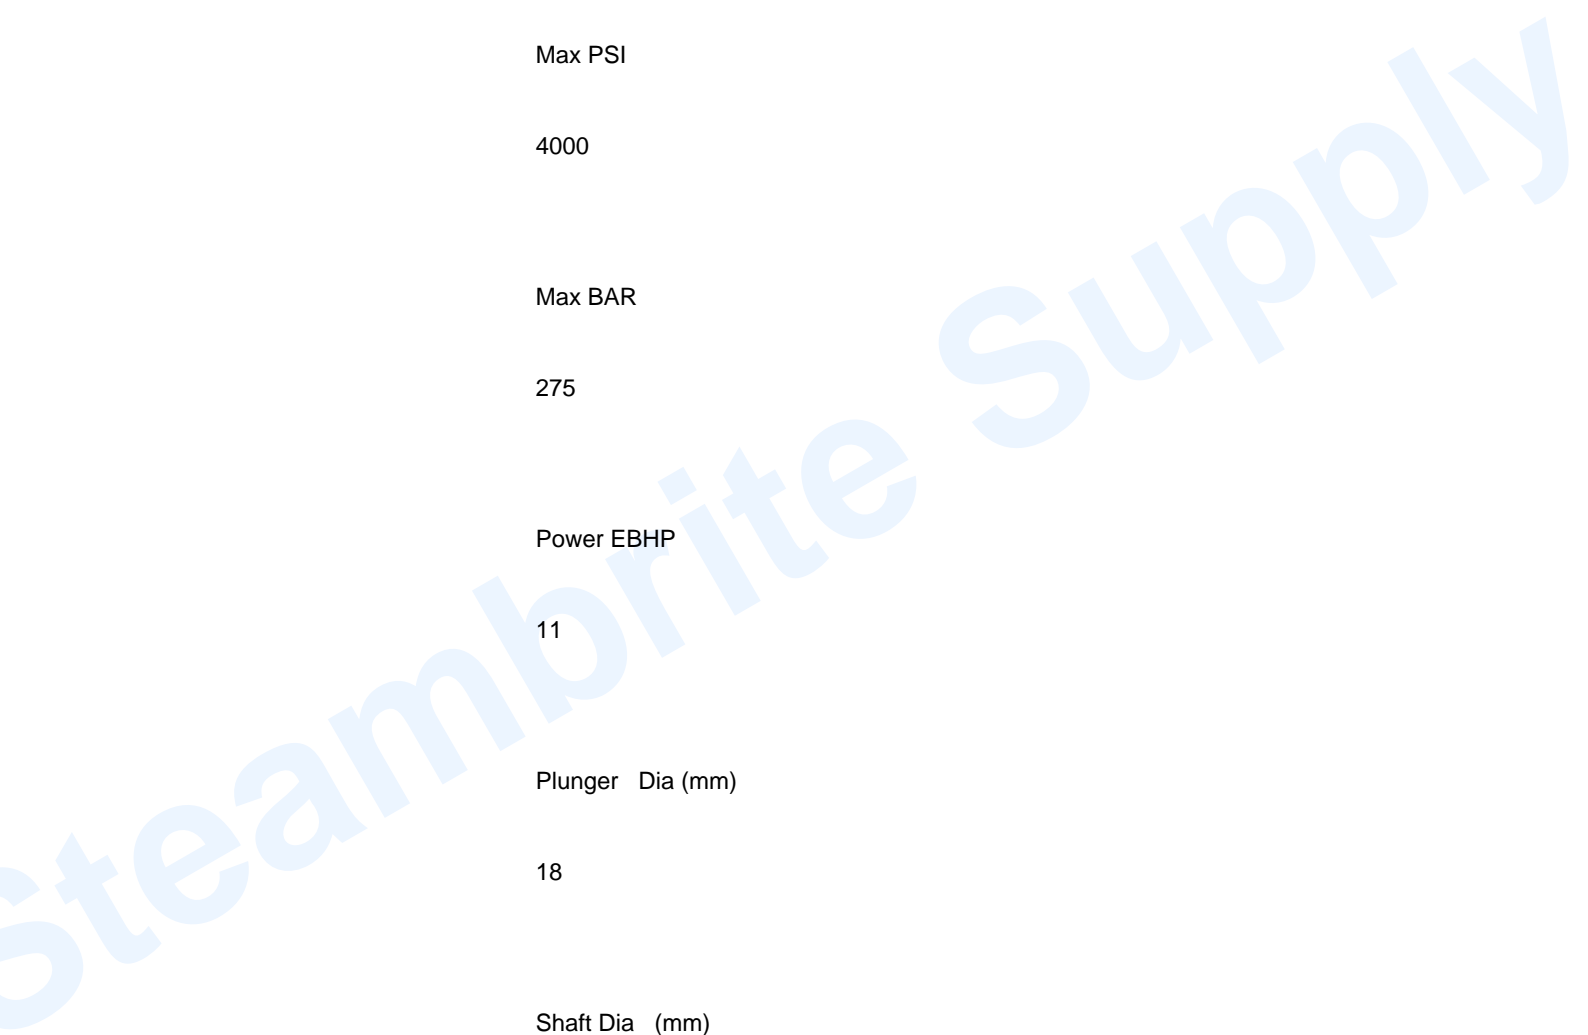 Max PSI
4000
Max BAR
275
Power EBHP
11
Plunger   Dia (mm)
18
Shaft Dia   (mm)
Steambrite Supply